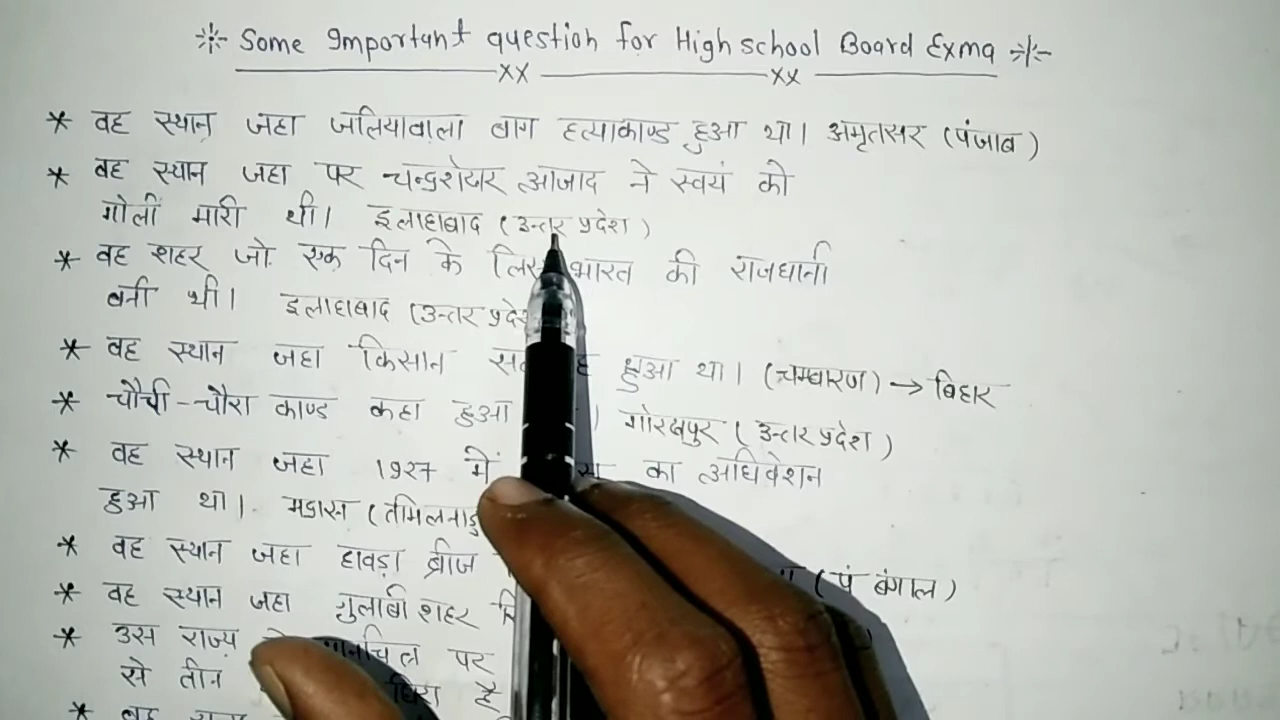 Some Important question for High school Board Exma
xx xx
* वह स्थान जहा जलियावाला बाग हत्याकाण्ड हुआ था। अमृतसर (पंजाब)
* वह स्थान जहा पर चन्द्रशेखर आजाद ने स्वयं को
गोली मारी थी। इलाहाबाद (उत्तर प्रदेश)
* वह शहर जो एक दिन के लिए भारत की राजधानी
बनी थी। इलाहाबाद (उत्तर प्रदे
* वह स्थान जहा किसान हुआ था। (चम्पारण) → बिहार
* चौरी-चौरा काण्ड कहा हुआ गोरखपुर (उत्तर प्रदेश)
* वह स्थान जहा 1927 में का अधिवेशन
हुआ था। मद्रास (तमिलनाडु
* वह स्थान जहा हावड़ा ब्रीज (पं बंगाल)
* वह स्थान जहा गुलाबी शहर
* उस राज्य पर
से तीन है
* वह